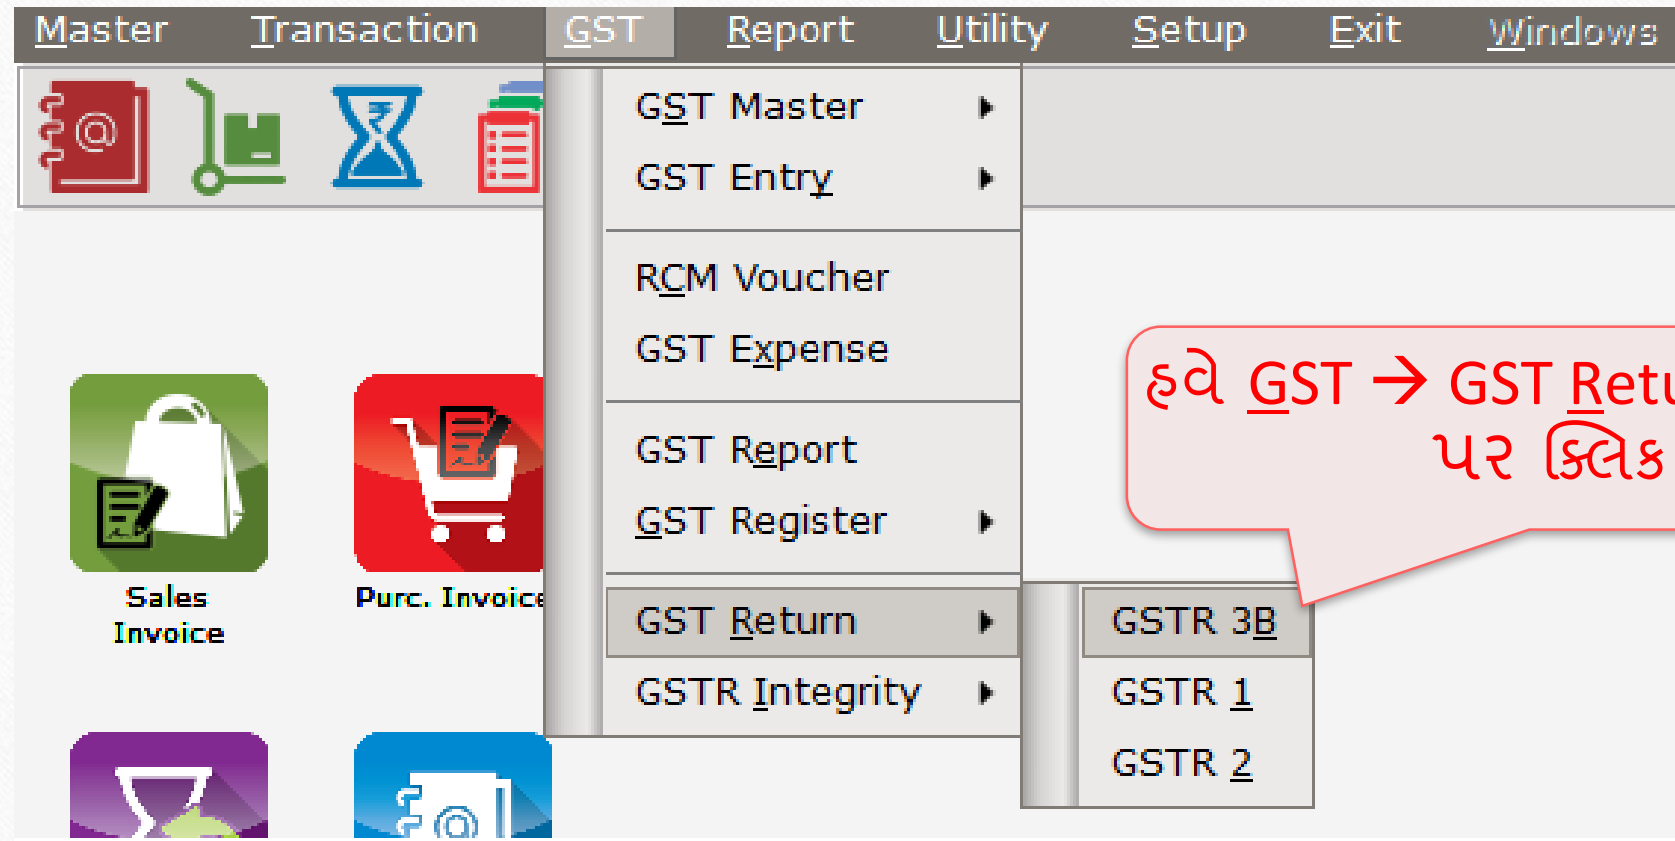 Master Transaction GST Report Utility Setup Exit Windows
GST Master
GST Entry
RCM Voucher
GST Expense
GST Report
GST Register
GST Return
GSTR Integrity
GSTR 3B
GSTR 1
GSTR 2
હવે GST → GST Retu
પર ક્લિક
Sales
Invoice
Purc. Invoice